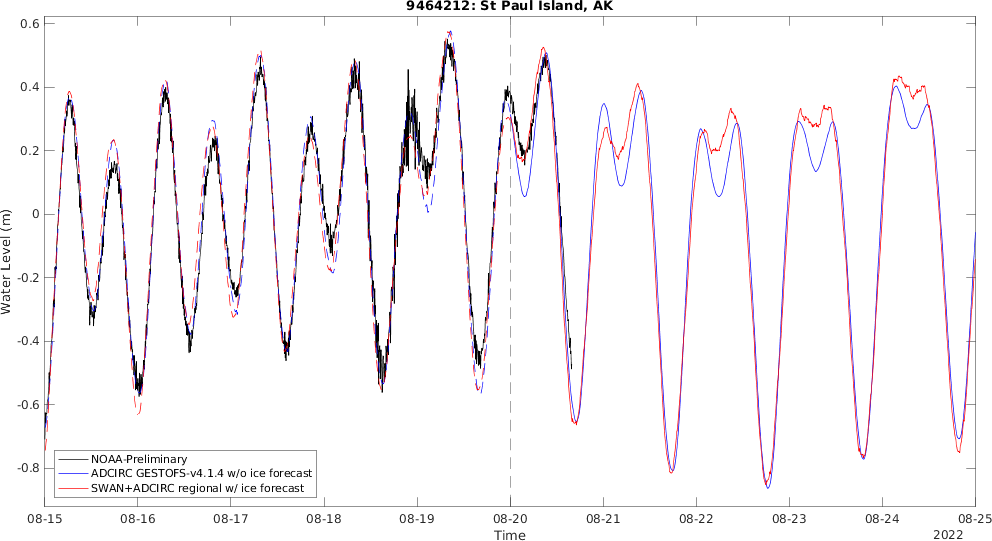 9464212: St Paul Island, AK
Water Level (m)
0.6
0.4
0.2
0
-0.2
-0.4
-0.6
-0.8
NOAA-Preliminary
ADCIRC GESTOFS-v4.1.4 w/o ice forecast
SWAN+ADCIRC regional w/ ice forecast
08-15 08-16 08-17 08-18 08-19 08-20 08-21 08-22 08-23 08-24 08-25
Time
2022